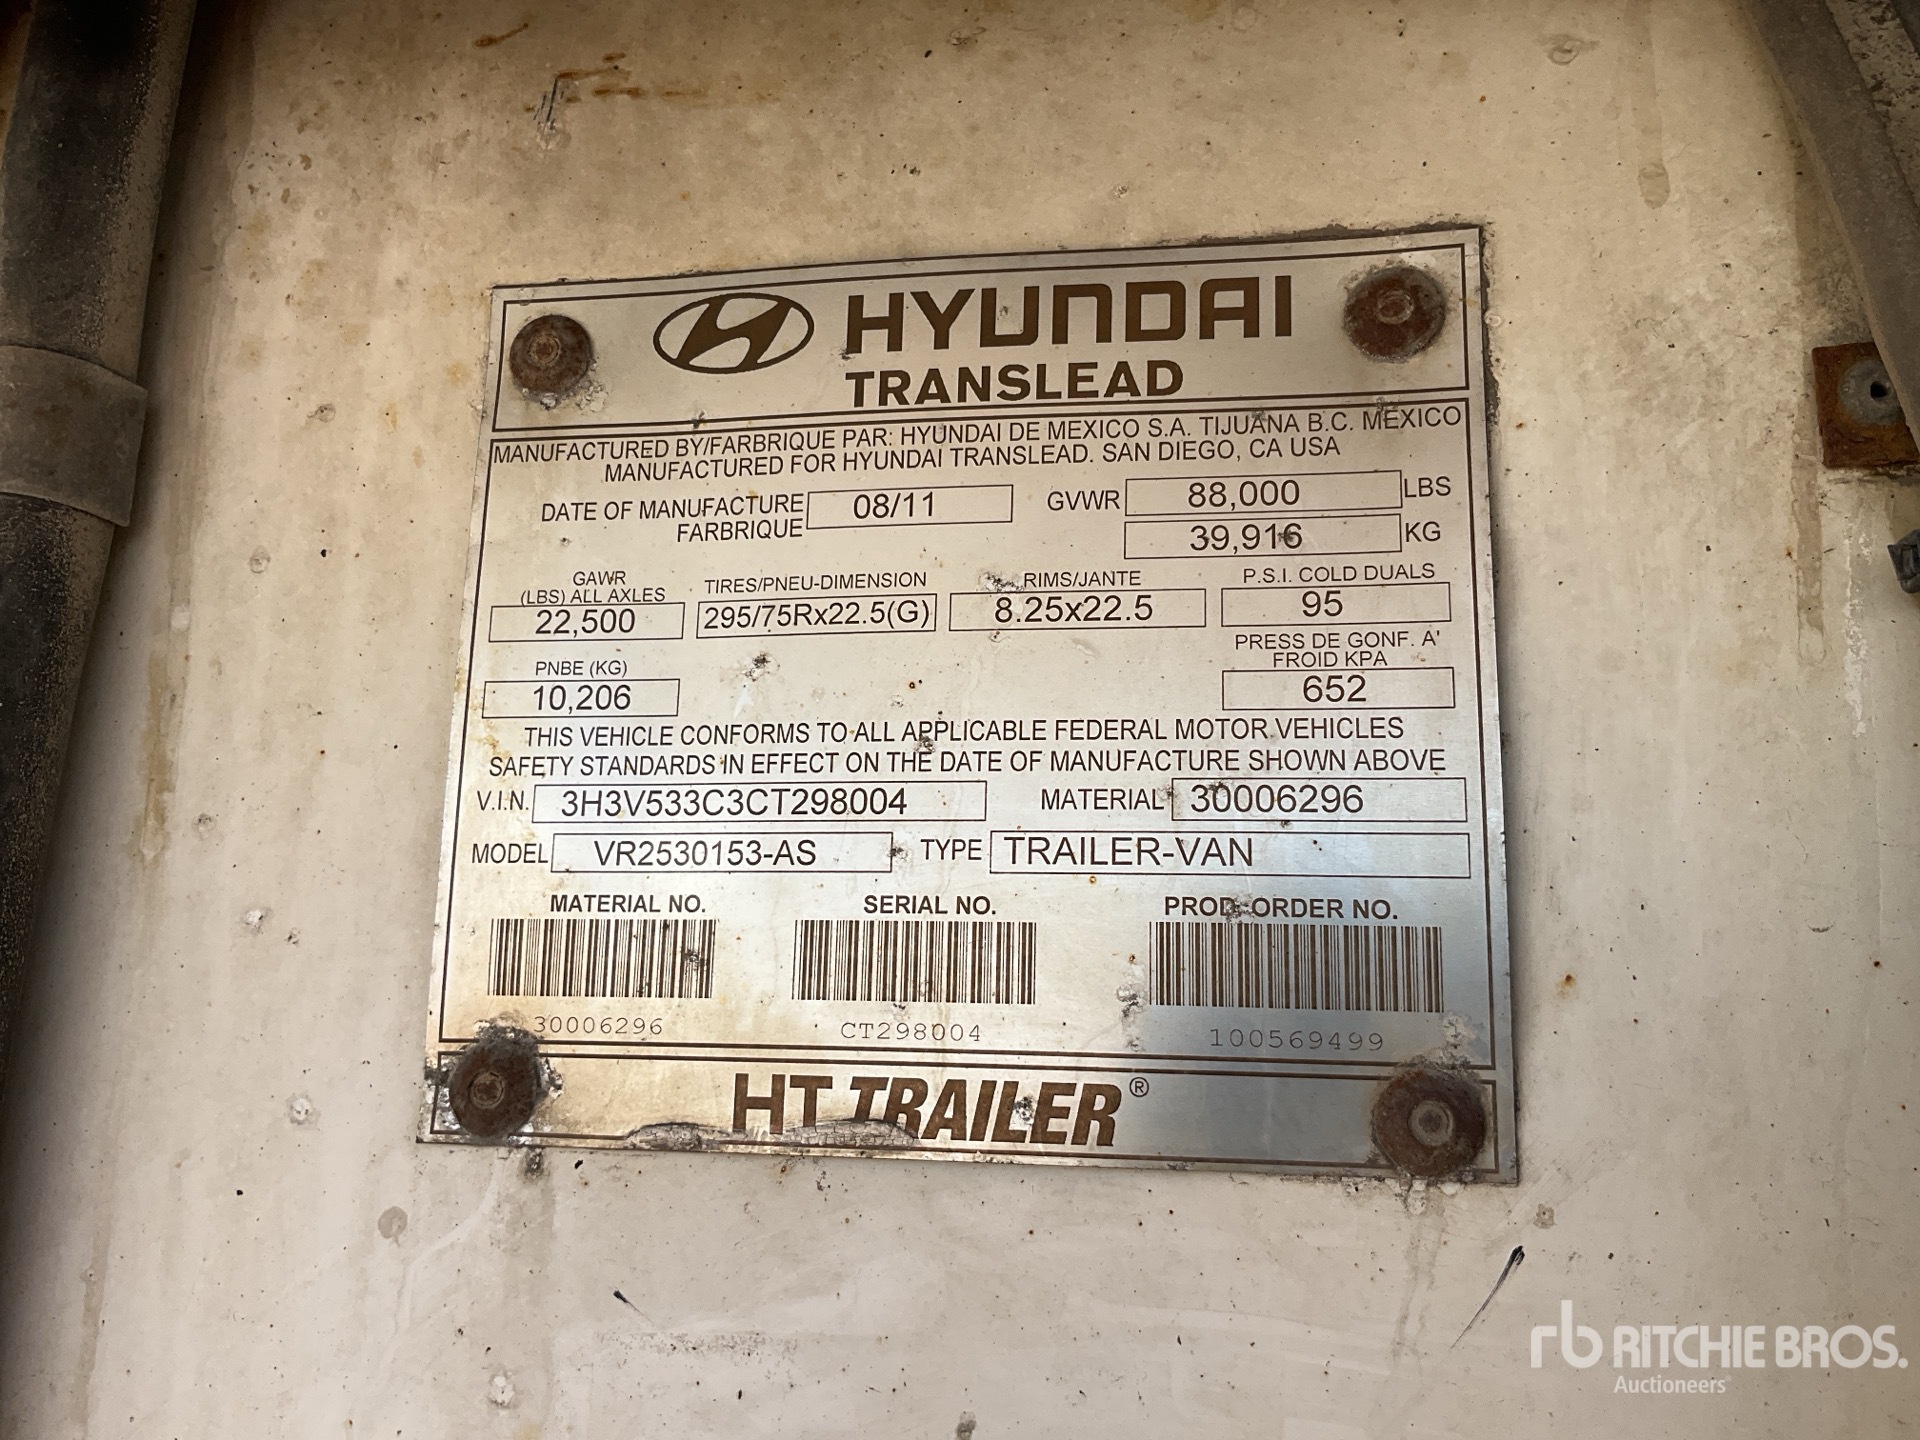 HYUNDAI
TRANSLEAD
MANUFACTURED BY/FARBRIQUE PAR: HYUNDAI DE MEXICO S.A. TIJUANA B.C. MEXICO
MANUFACTURED FOR HYUNDAI TRANSLEAD. SAN DIEGO, CA USA
DATE OF MANUFACTURE 08/11 GVWR 88,000 LBS
FARBRIQUE 39,916 KG
GAWR TIRES/PNEU-DIMENSION RIMS/JANTE P.S.I. COLD DUALS
(LBS) ALL AXLES
22,500 295/75Rx22.5(G) 8.25x22.5 95
PRESS DE GONF. A'
PNBE (KG) FROID KPA
10,206 652
THIS VEHICLE CONFORMS TO ALL APPLICABLE FEDERAL MOTOR VEHICLES
SAFETY STANDARDS IN EFFECT ON THE DATE OF MANUFACTURE SHOWN ABOVE
V.I.N. 3H3V533C3CT298004 MATERIAL 30006296
MODEL VR2530153-AS TYPE TRAILER-VAN
MATERIAL NO. SERIAL NO. PROD. ORDER NO.
30006296 CT298004 100569499
HT TRAILER®
rb RITCHIE BROS.
Auctioneers